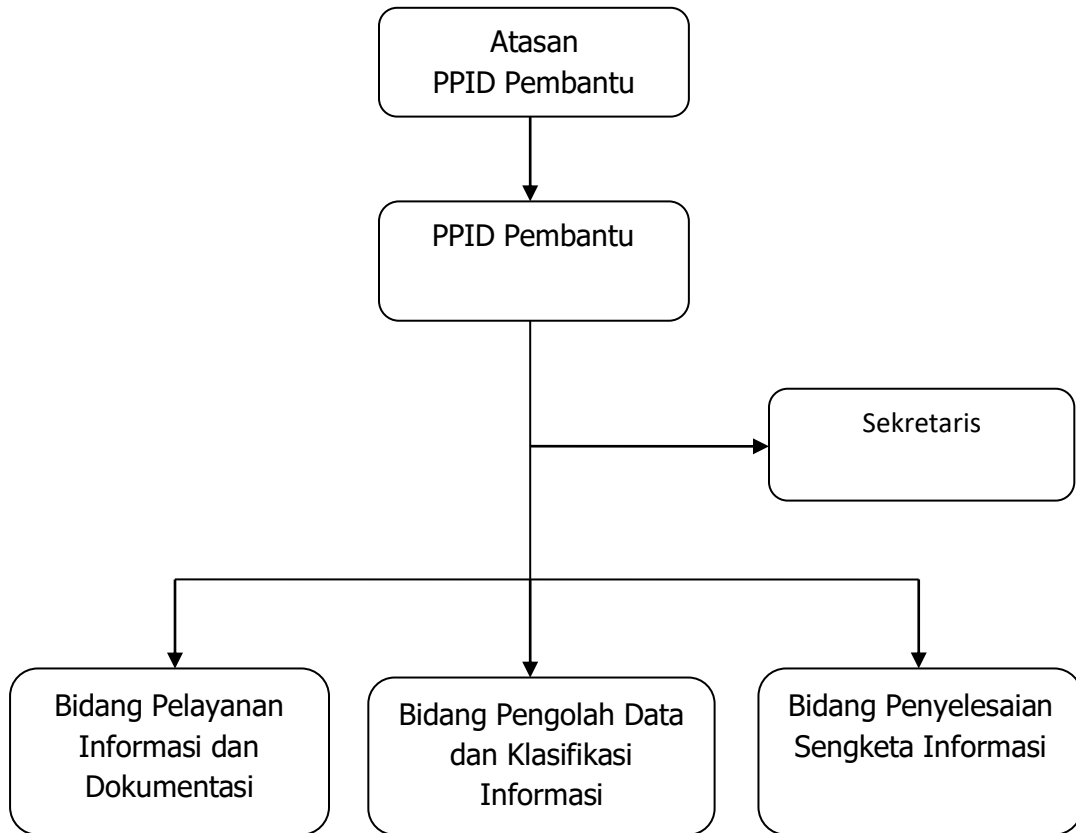 Atasan
PPID Pembantu
PPID Pembantu
Sekretaris
Bidang Pelayanan
Informasi dan
Dokumentasi
Bidang Pengolah Data
dan Klasifikasi
Informasi
Bidang Penyelesaian
Sengketa Informasi